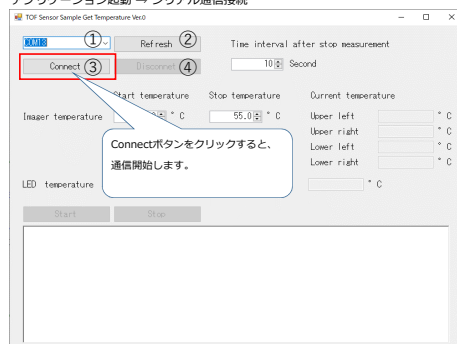 アプリケーション起動 → シリアル通信接続
TOF Sensor Sample Get Temperature Ver.0
COM13 ① Refresh ② Time interval after stop measurement
Connect ③ Disconnet ④ 10 Second
Start temperature Stop temperature Current temperature
Imager temperature ° C 55.0 ° C Upper left ° C
Upper right ° C
Lower left ° C
Lower right ° C
Connectボタンをクリックすると、
通信開始します。
LED temperature ° C
Start Stop